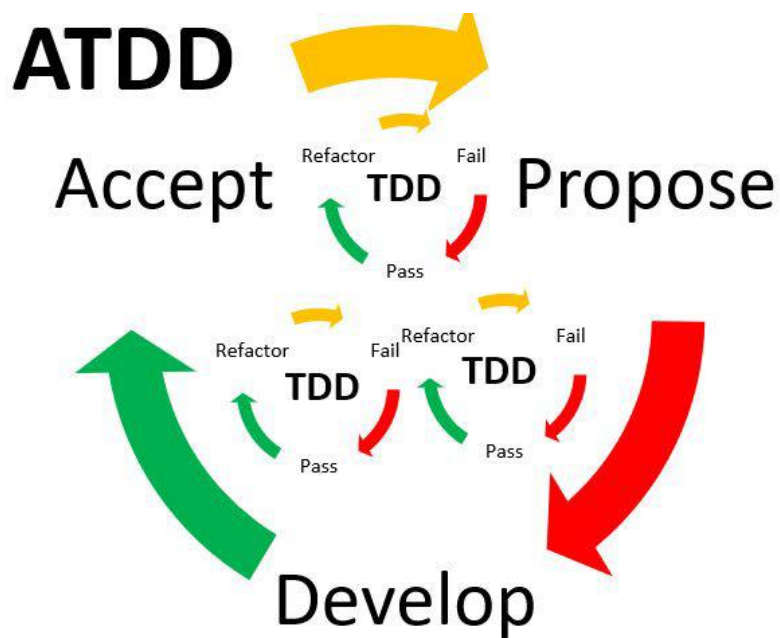 ATDD
Accept
Refactor
Fail
TDD
Propose
Pass
Refactor
Fail
TDD
Pass
Refactor
Fail
TDD
Pass
Develop